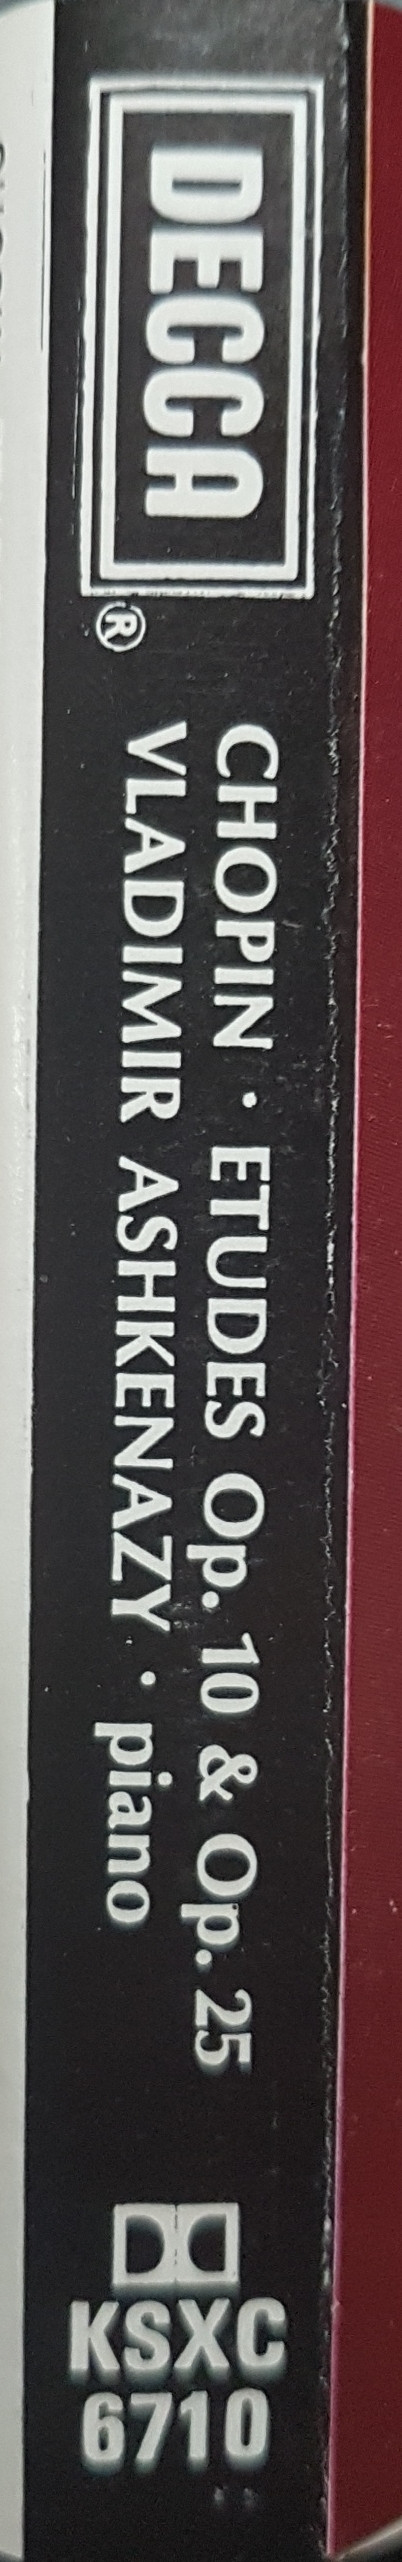 DECCA
®
CHOPIN · ETUDES Op. 10 & Op. 25
VLADIMIR ASHKENAZY · piano
KSXC
6710